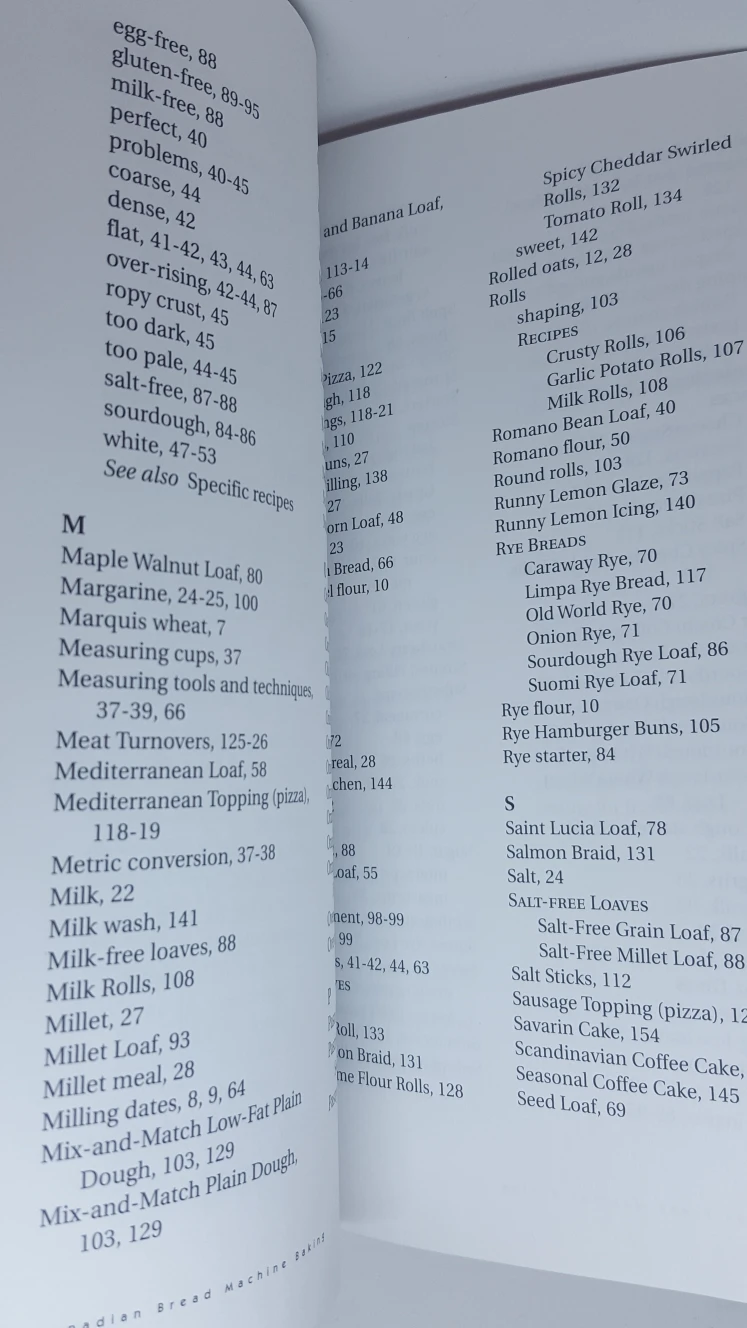 egg-free, 88
gluten-free, 89-95
milk-free, 88
perfect, 40
problems, 40-45
coarse, 44
dense, 42
flat, 41-42, 43, 44, 63
over-rising, 42-44, 87
ropy crust, 45
too dark, 45
too pale, 44-45
salt-free, 87-88
sourdough, 84-86
white, 47-53
See also Specific recipes
M
Maple Walnut Loaf, 80
Margarine, 24-25, 100
Marquis wheat, 7
Measuring cups, 37
Measuring tools and techniques,
37-39, 66
Meat Turnovers, 125-26
Mediterranean Loaf, 58
Mediterranean Topping (pizza),
118-19
Metric conversion, 37-38
Milk, 22
Milk wash, 141
Milk-free loaves, 88
Milk Rolls, 108
Millet, 27
Millet Loaf, 93
Millet meal, 28
Milling dates, 8, 9, 64
Mix-and-Match Low-Fat Plain
Dough, 103, 129
Mix-and-Match Plain Dough,
103, 129
adian Bread Machine Baking
and Banana Loaf,
113-14
-66
23
15
Pizza, 122
gh, 118
ngs, 118-21
, 110
uns, 27
illing, 138
27
orn Loaf, 48
23
Bread, 66
l flour, 10
72
real, 28
chen, 144
, 88
Loaf, 55
ment, 98-99
99
s, 41-42, 44, 63
VES
Roll, 133
on Braid, 131
me Flour Rolls, 128
Spicy Cheddar Swirled
Rolls, 132
Tomato Roll, 134
sweet, 142
Rolled oats, 12, 28
Rolls
shaping, 103
RECIPES
Crusty Rolls, 106
Garlic Potato Rolls, 107
Milk Rolls, 108
Romano Bean Loaf, 40
Romano flour, 50
Round rolls, 103
Runny Lemon Glaze, 73
Runny Lemon Icing, 140
RYE BREADS
Caraway Rye, 70
Limpa Rye Bread, 117
Old World Rye, 70
Onion Rye, 71
Sourdough Rye Loaf, 86
Suomi Rye Loaf, 71
Rye flour, 10
Rye Hamburger Buns, 105
Rye starter, 84
S
Saint Lucia Loaf, 78
Salmon Braid, 131
Salt, 24
SALT-FREE LOAVES
Salt-Free Grain Loaf, 87
Salt-Free Millet Loaf, 88
Salt Sticks, 112
Sausage Topping (pizza), 12
Savarin Cake, 154
Scandinavian Coffee Cake,
Seasonal Coffee Cake, 145
Seed Loaf, 69